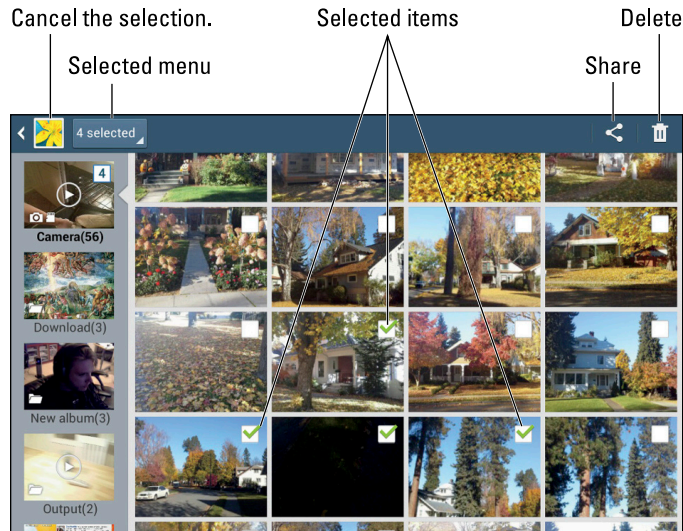 Cancel the selection.
Selected items
Delete
Selected menu
Share
4 selected
4
Camera(56)
Download(3)
New album(3)
Output(2)